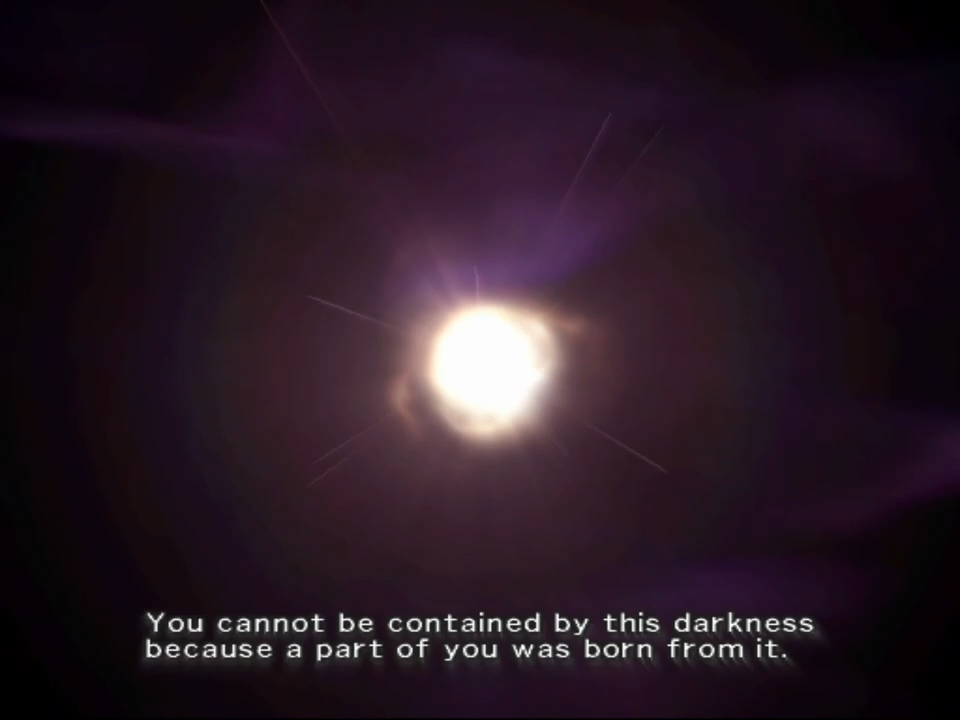 You cannot be contained by this darkness
because a part of you was born from it.